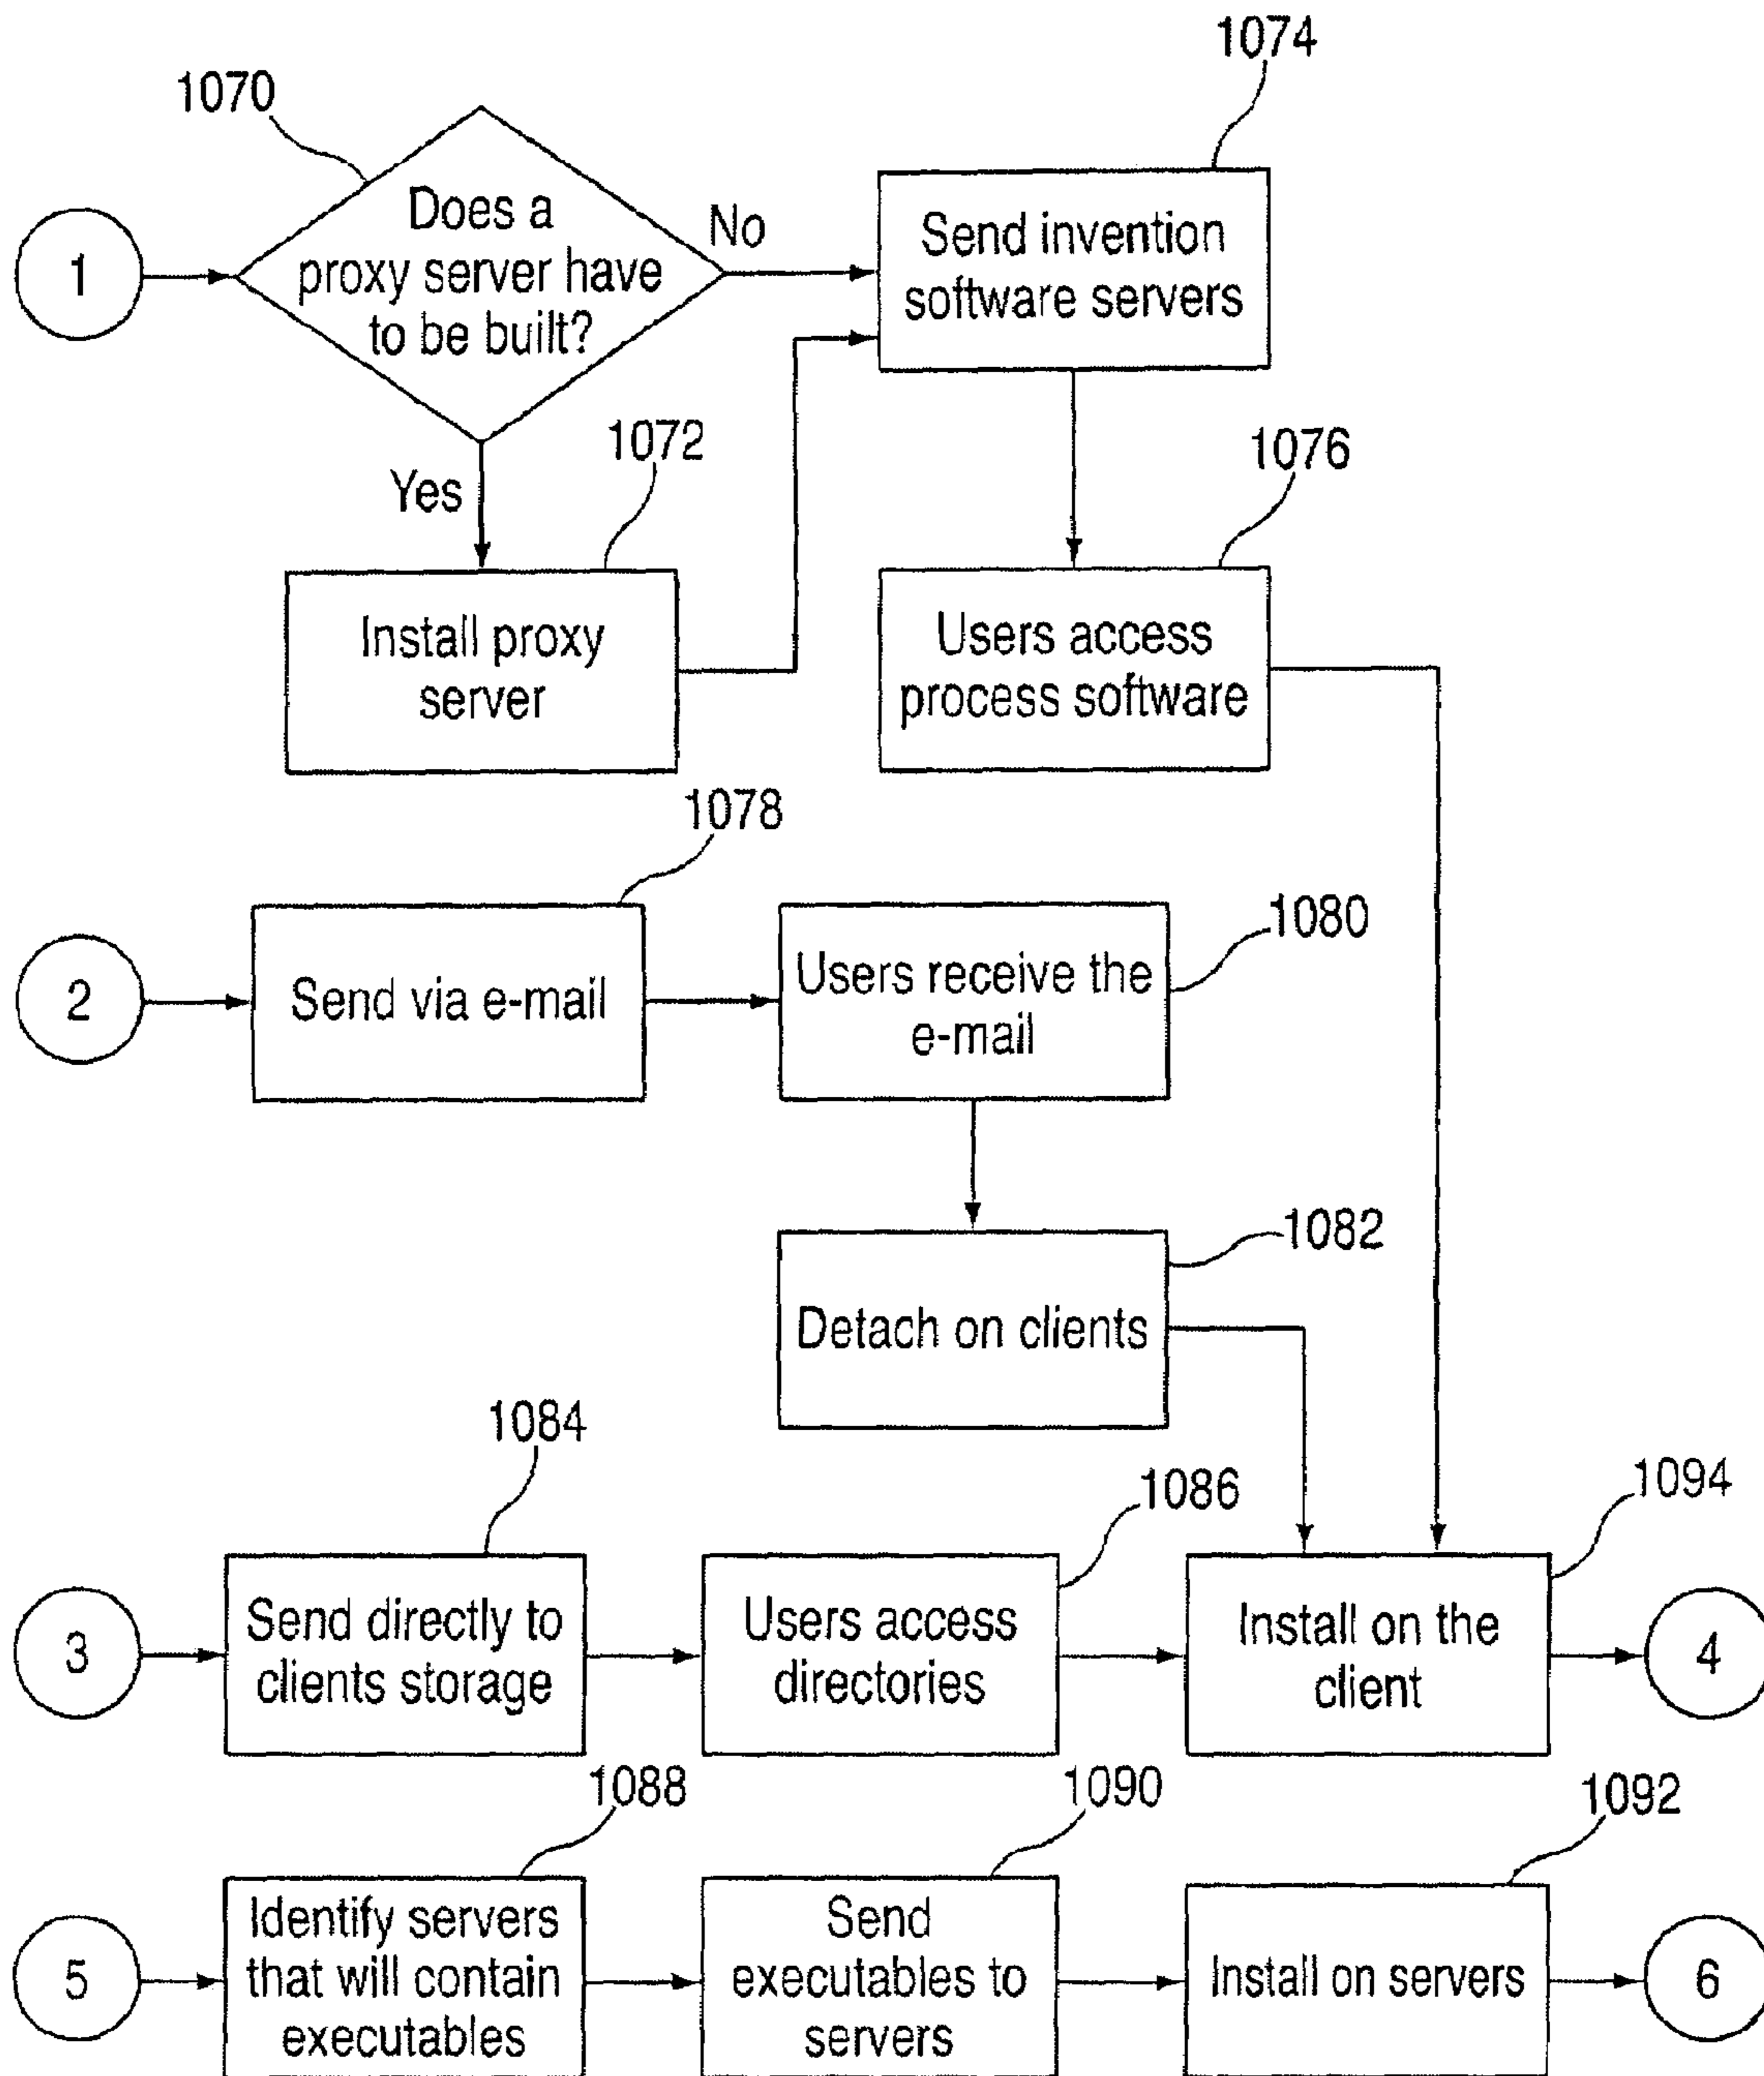 1074
1070
Does a
proxy server have
to be built?
No
Send invention
software servers
1
Yes
1072
1076
Install proxy
server
Users access
process software
1078
1080
2
Send via e-mail
Users receive the
e-mail
1082
Detach on clients
1084
1086
1094
3
Send directly to
clients storage
Users access
directories
Install on the
client
4
1088
1090
1092
5
Identify servers
that will contain
executables
Send
executables to
servers
Install on servers
6